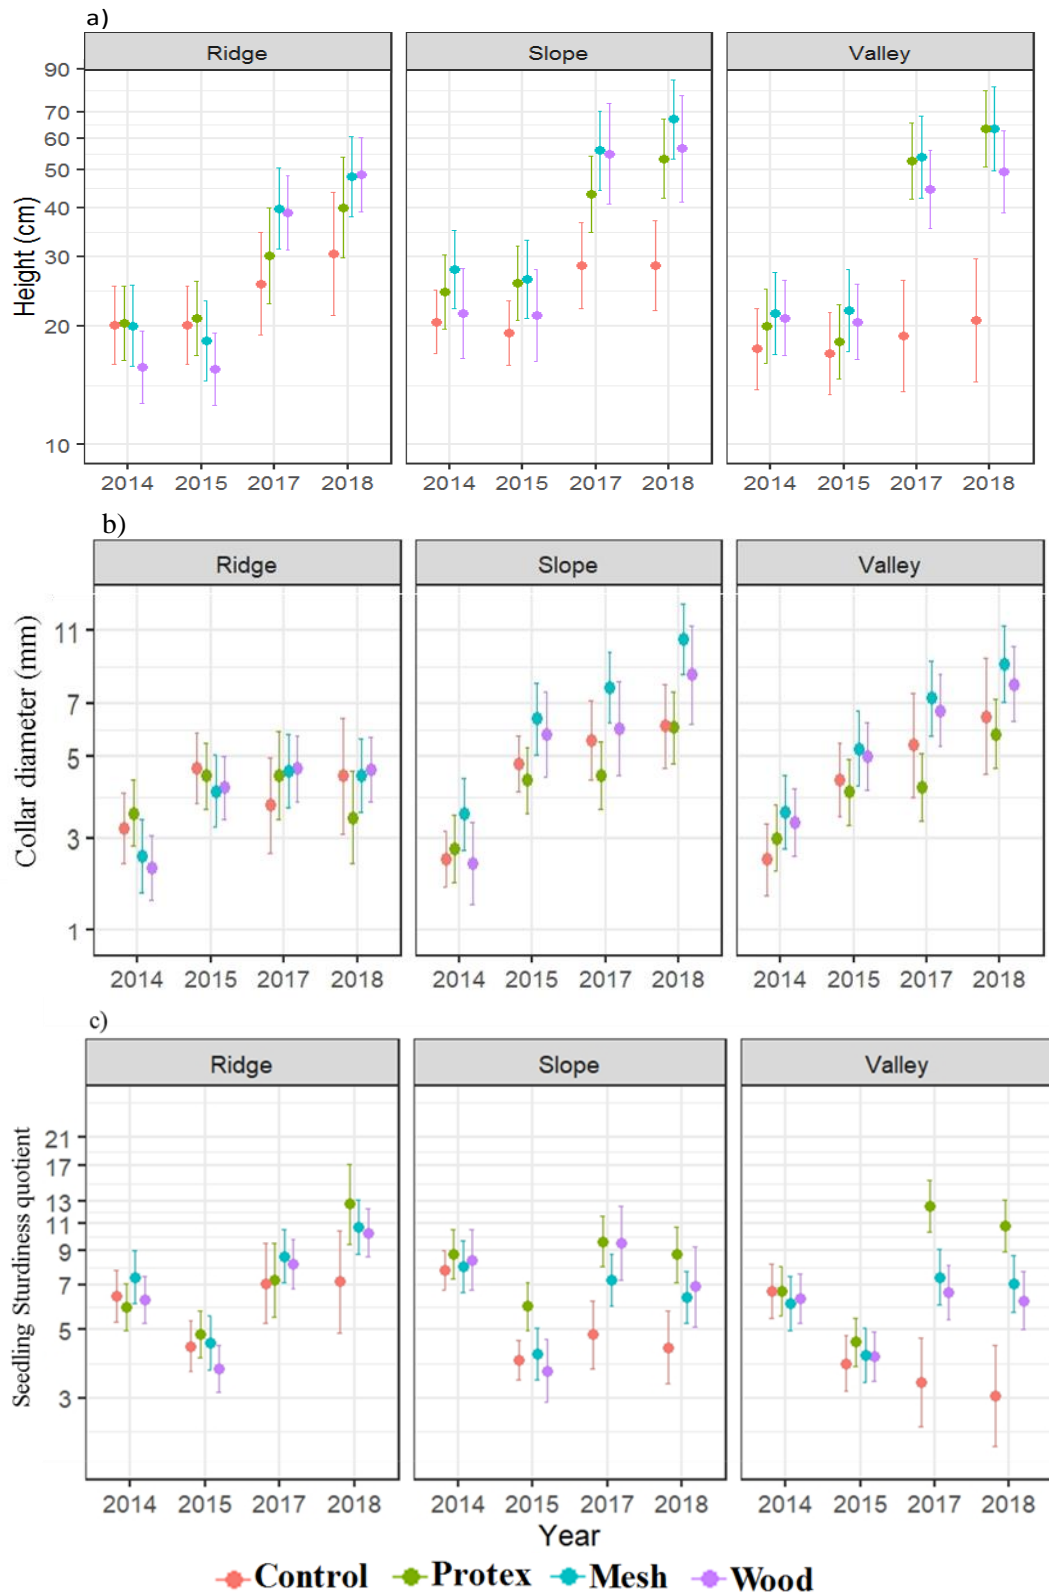 a)
Ridge Slope Valley
Height (cm)
90
70
60
50
40
30
20
10
2014 2015 2017 2018 2014 2015 2017 2018 2014 2015 2017 2018
b)
Ridge Slope Valley
Collar diameter (mm)
11
7
5
3
1
2014 2015 2017 2018 2014 2015 2017 2018 2014 2015 2017 2018
c)
Ridge Slope Valley
Seedling Sturdiness quotient
21
17
13
11
9
7
5
3
2014 2015 2017 2018 2014 2015 2017 2018 2014 2015 2017 2018
Year
Control Protex Mesh Wood